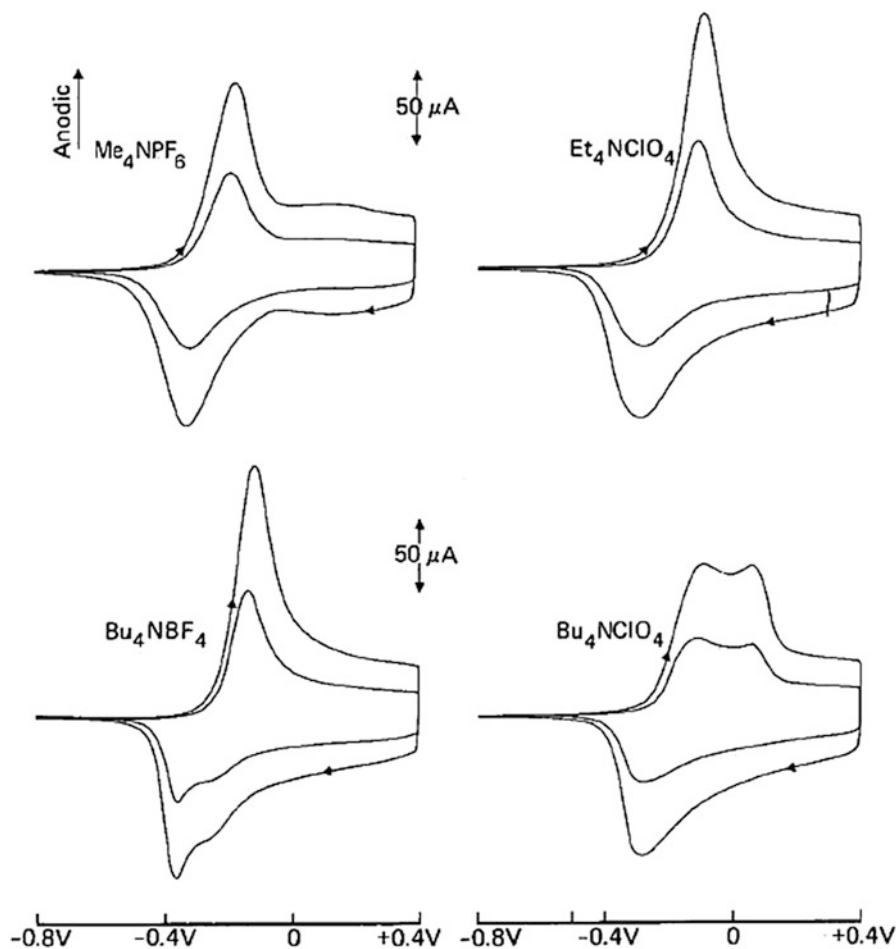 Anodic
50 μA
Me₄NPF₆
Et₄NClO₄
50 μA
Bu₄NBF₄
Bu₄NClO₄
-0.8V -0.4V 0 +0.4V -0.8V -0.4V 0 +0.4V